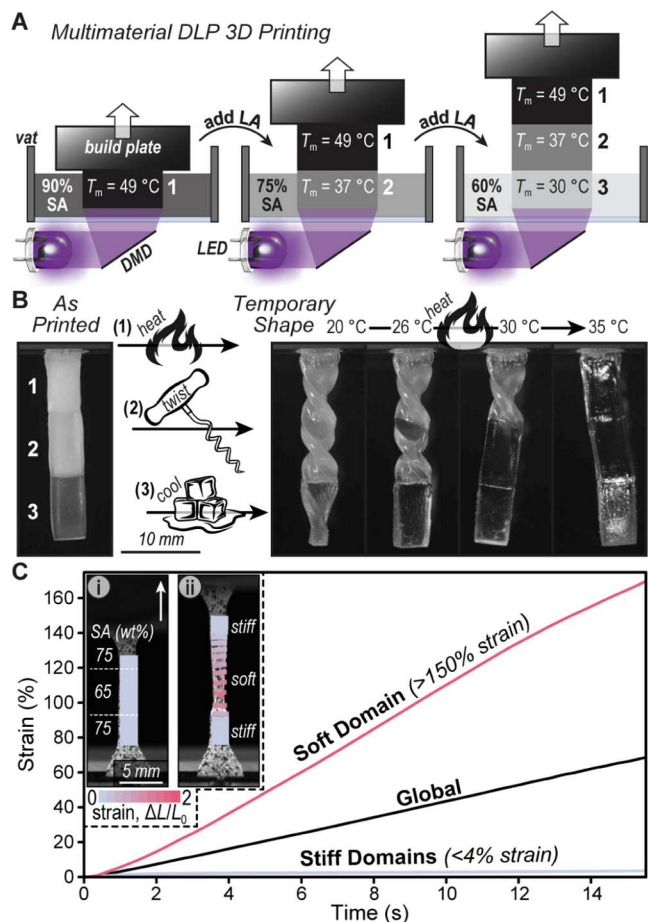 A
Multimaterial DLP 3D Printing
vat
build plate
90%
SA
Tm = 49 °C
1
LED
DMD
add LA
Tm = 49 °C
1
75%
SA
Tm = 37 °C
2
add LA
Tm = 49 °C
1
Tm = 37 °C
2
60%
SA
Tm = 30 °C
3
B
As
Printed
1
2
3
(1) heat
(2) twist
(3) cool
10 mm
Temporary
Shape
20 °C
26 °C
heat
30 °C
35 °C
C
Strain (%)
160
140
120
100
80
60
40
20
0
i
SA (wt%)
75
65
75
5 mm
ii
stiff
soft
stiff
0
2
strain, ΔL/L0
Soft Domain (>150% strain)
Global
Stiff Domains (<4% strain)
0
2
4
6
8
10
12
14
Time (s)